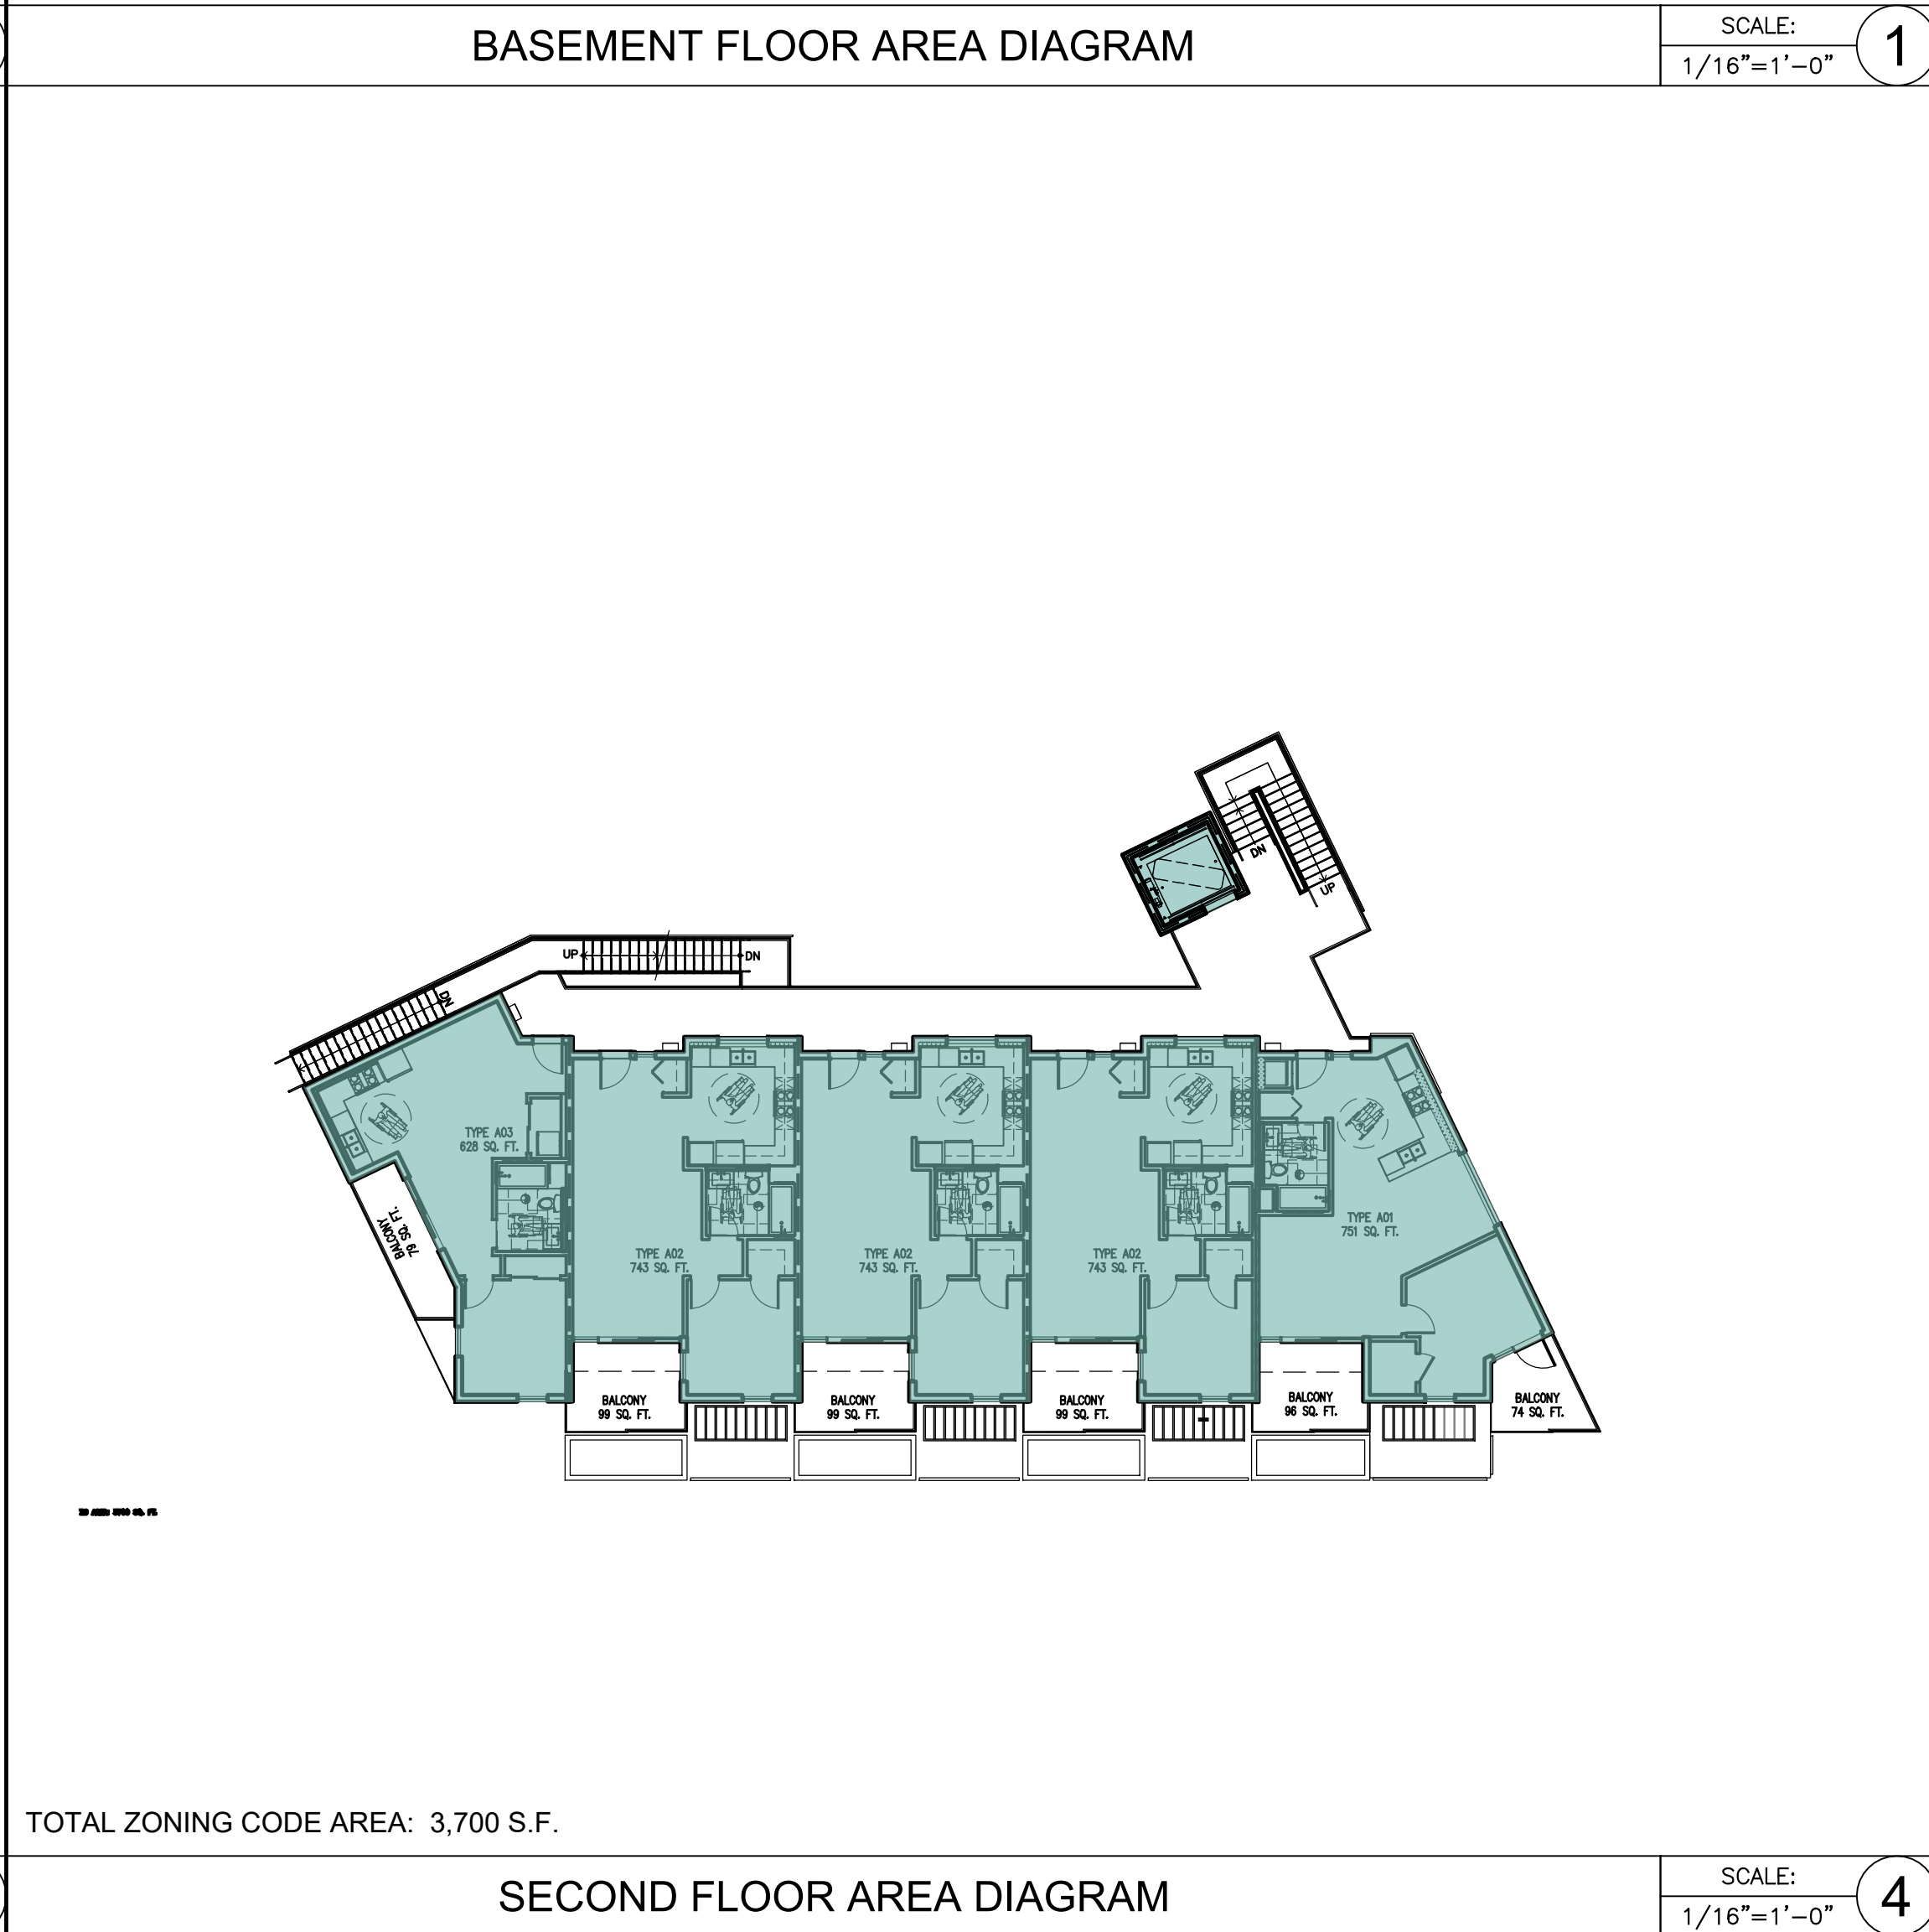 BASEMENT FLOOR AREA DIAGRAM
SCALE:
1/16"=1'-0"
1
DN
UP
UP
DN
DN
TYPE A03
628 SQ. FT.
BALCONY
79 SQ. FT.
TYPE A02
743 SQ. FT.
TYPE A02
743 SQ. FT.
TYPE A02
743 SQ. FT.
TYPE A01
751 SQ. FT.
BALCONY
99 SQ. FT.
BALCONY
99 SQ. FT.
BALCONY
99 SQ. FT.
BALCONY
96 SQ. FT.
BALCONY
74 SQ. FT.
TOTAL ZONING CODE AREA: 3,700 S.F.
SECOND FLOOR AREA DIAGRAM
SCALE:
1/16"=1'-0"
4